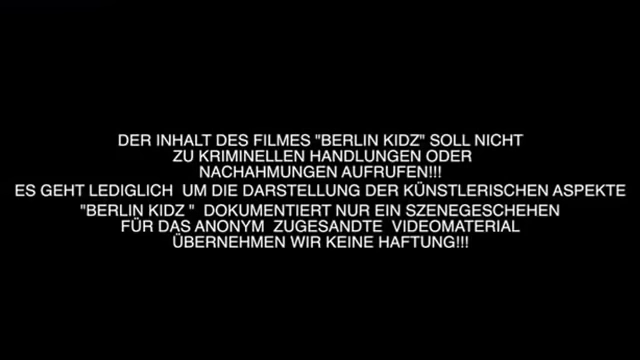 DER INHALT DES FILMES "BERLIN KIDZ" SOLL NICHT
ZU KRIMINELLEN HANDLUNGEN ODER
NACHAHMUNGEN AUFRUFEN!!!
ES GEHT LEDIGLICH  UM DIE DARSTELLUNG DER KÜNSTLERISCHEN ASPEKTE
"BERLIN KIDZ "  DOKUMENTIERT NUR EIN SZENEGESCHEHEN
FÜR DAS ANONYM  ZUGESANDTE  VIDEOMATERIAL
ÜBERNEHMEN WIR KEINE HAFTUNG!!!